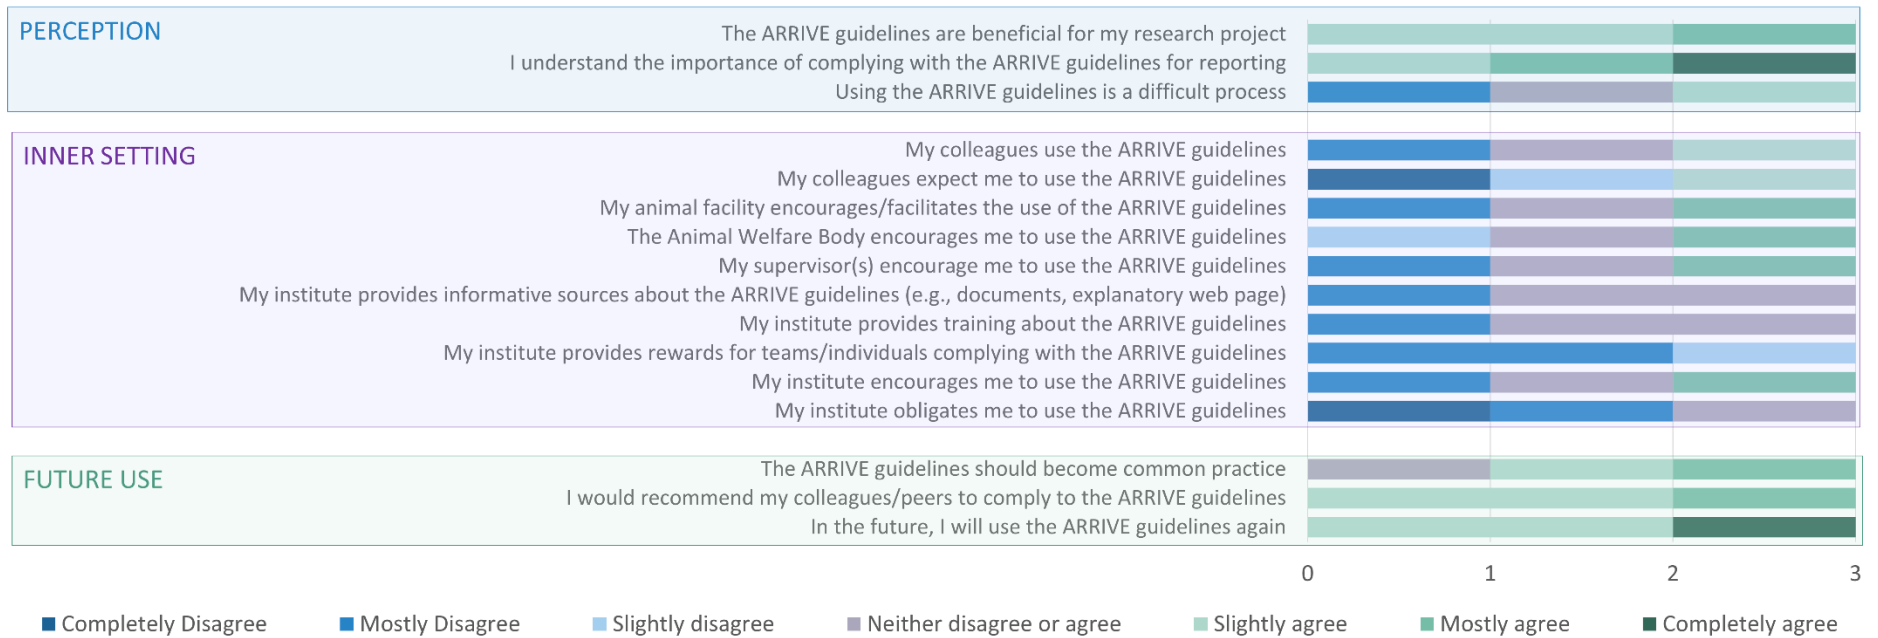 PERCEPTION
The ARRIVE guidelines are beneficial for my research project
I understand the importance of complying with the ARRIVE guidelines for reporting
Using the ARRIVE guidelines is a difficult process
INNER SETTING
My colleagues use the ARRIVE guidelines
My colleagues expect me to use the ARRIVE guidelines
My animal facility encourages/facilitates the use of the ARRIVE guidelines
The Animal Welfare Body encourages me to use the ARRIVE guidelines
My supervisor(s) encourage me to use the ARRIVE guidelines
My institute provides informative sources about the ARRIVE guidelines (e.g., documents, explanatory web page)
My institute provides training about the ARRIVE guidelines
My institute provides rewards for teams/individuals complying with the ARRIVE guidelines
My institute encourages me to use the ARRIVE guidelines
My institute obligates me to use the ARRIVE guidelines
FUTURE USE
The ARRIVE guidelines should become common practice
I would recommend my colleagues/peers to comply to the ARRIVE guidelines
In the future, I will use the ARRIVE guidelines again
0 1 2 3
Completely Disagree Mostly Disagree Slightly disagree Neither disagree or agree Slightly agree Mostly agree Completely agree